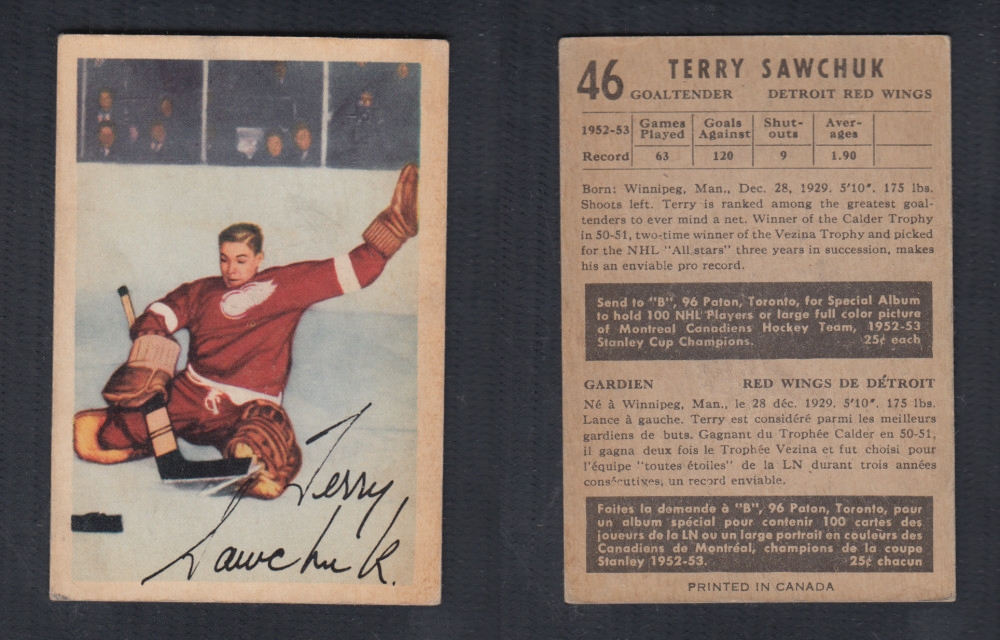 Terry
Sawchuk.
46 TERRY SAWCHUK
GOALTENDER DETROIT RED WINGS
1952-53 Games Played Goals Against Shut-outs Aver-ages
Record 63 120 9 1.90
Born: Winnipeg, Man., Dec. 28, 1929. 5'10". 175 lbs.
Shoots left. Terry is ranked among the greatest goal-
tenders to ever mind a net. Winner of the Calder Trophy
in 50-51, two-time winner of the Vezina Trophy and picked
for the NHL "All stars" three years in succession, makes
his an enviable pro record.
Send to "B", 96 Paton, Toronto, for Special Album
to hold 100 NHL Players or large full color picture
of Montreal Canadiens Hockey Team, 1952-53
Stanley Cup Champions. 25¢ each
GARDIEN RED WINGS DE DÉTROIT
Né à Winnipeg, Man., le 28 déc. 1929. 5'10". 175 lbs.
Lance à gauche. Terry est considéré parmi les meilleurs
gardiens de buts. Gagnant du Trophée Calder en 50-51,
il gagna deux fois le Trophée Vezina et fut choisi pour
l'équipe "toutes étoiles" de la LN durant trois années
consécutives, un record enviable.
Faites la demande à "B", 96 Paton, Toronto, pour
un album spécial pour contenir 100 cartes des
joueurs de la LN ou un large portrait en couleurs des
Canadiens de Montréal, champions de la coupe
Stanley 1952-53. 25¢ chacun
PRINTED IN CANADA